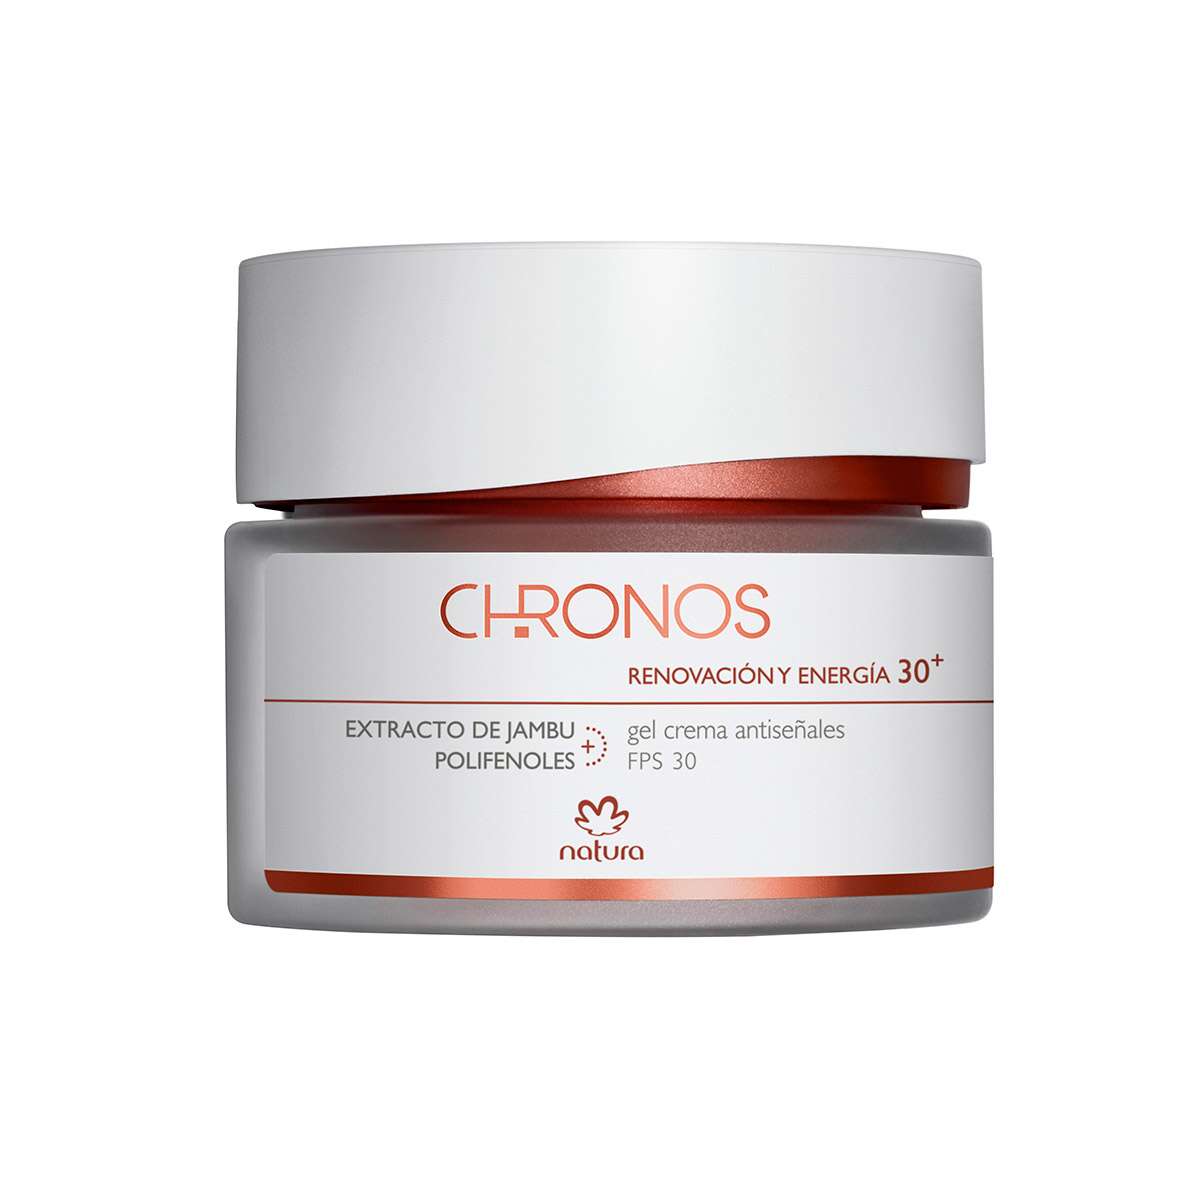 CHRONOS
RENOVACIÓN Y ENERGÍA 30+
EXTRACTO DE JAMBU
POLIFENOLES +
gel crema antiseñales
FPS 30
natura